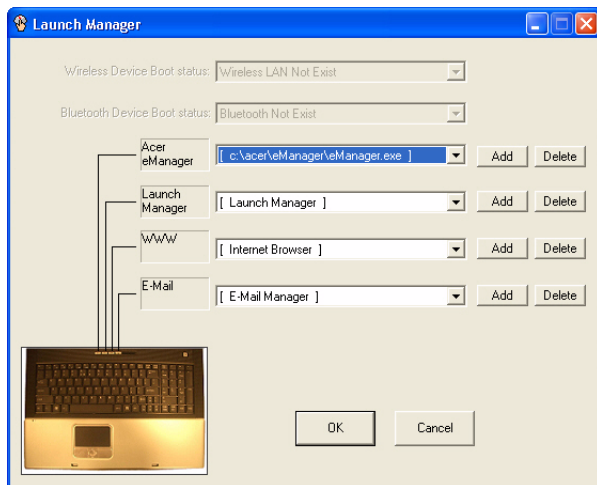 Launch Manager
Wireless Device Boot status: Wireless LAN Not Exist
Bluetooth Device Boot status: Bluetooth Not Exist
Acer
eManager
[ c:\acer\eManager\eManager.exe ]
Add Delete
Launch
Manager
[ Launch Manager ]
Add Delete
WWW
[ Internet Browser ]
Add Delete
E-Mail
[ E-Mail Manager ]
Add Delete
OK Cancel